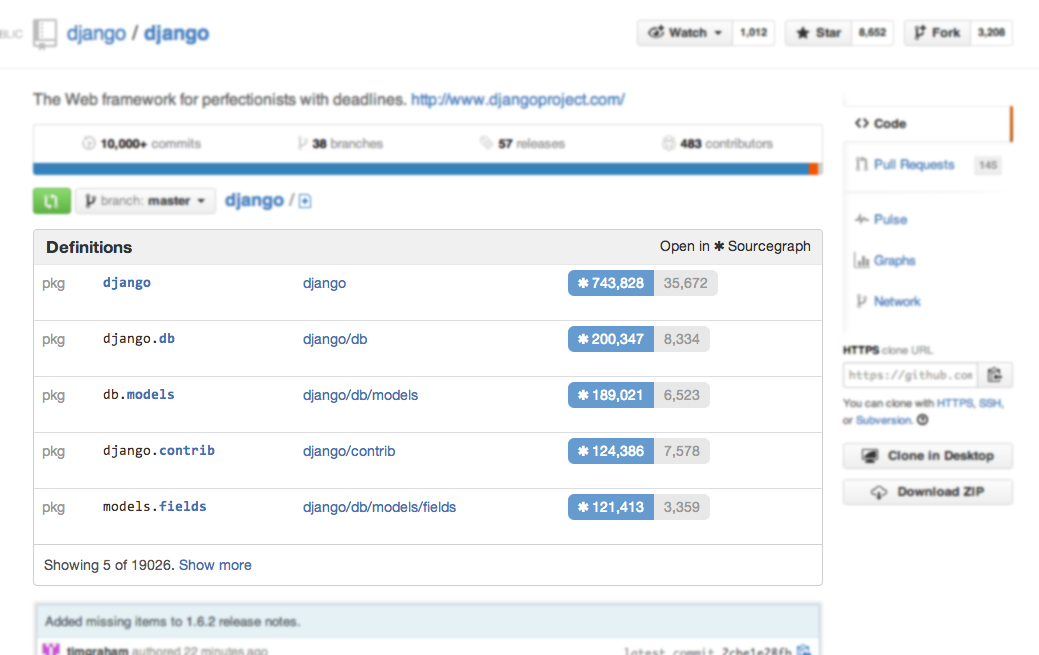 django / django
Watch 1,012 Star 8,652 Fork 3,208
The Web framework for perfectionists with deadlines. http://www.djangoproject.com/
10,000+ commits 38 branches 57 releases 483 contributors
branch: master django /
Definitions Open in ✱ Sourcegraph
pkg django django ✱ 743,828 35,672
pkg django.db django/db ✱ 200,347 8,334
pkg db.models django/db/models ✱ 189,021 6,523
pkg django.contrib django/contrib ✱ 124,386 7,578
pkg models.fields django/db/models/fields ✱ 121,413 3,359
Showing 5 of 19026. Show more
Added missing items to 1.6.2 release notes.
timgraham authored 22 minutes ago latest commit
Code
Pull Requests 145
Pulse
Graphs
Network
HTTPS clone URL
https://github.com
You can clone with HTTPS, SSH,
or Subversion.
Clone in Desktop
Download ZIP